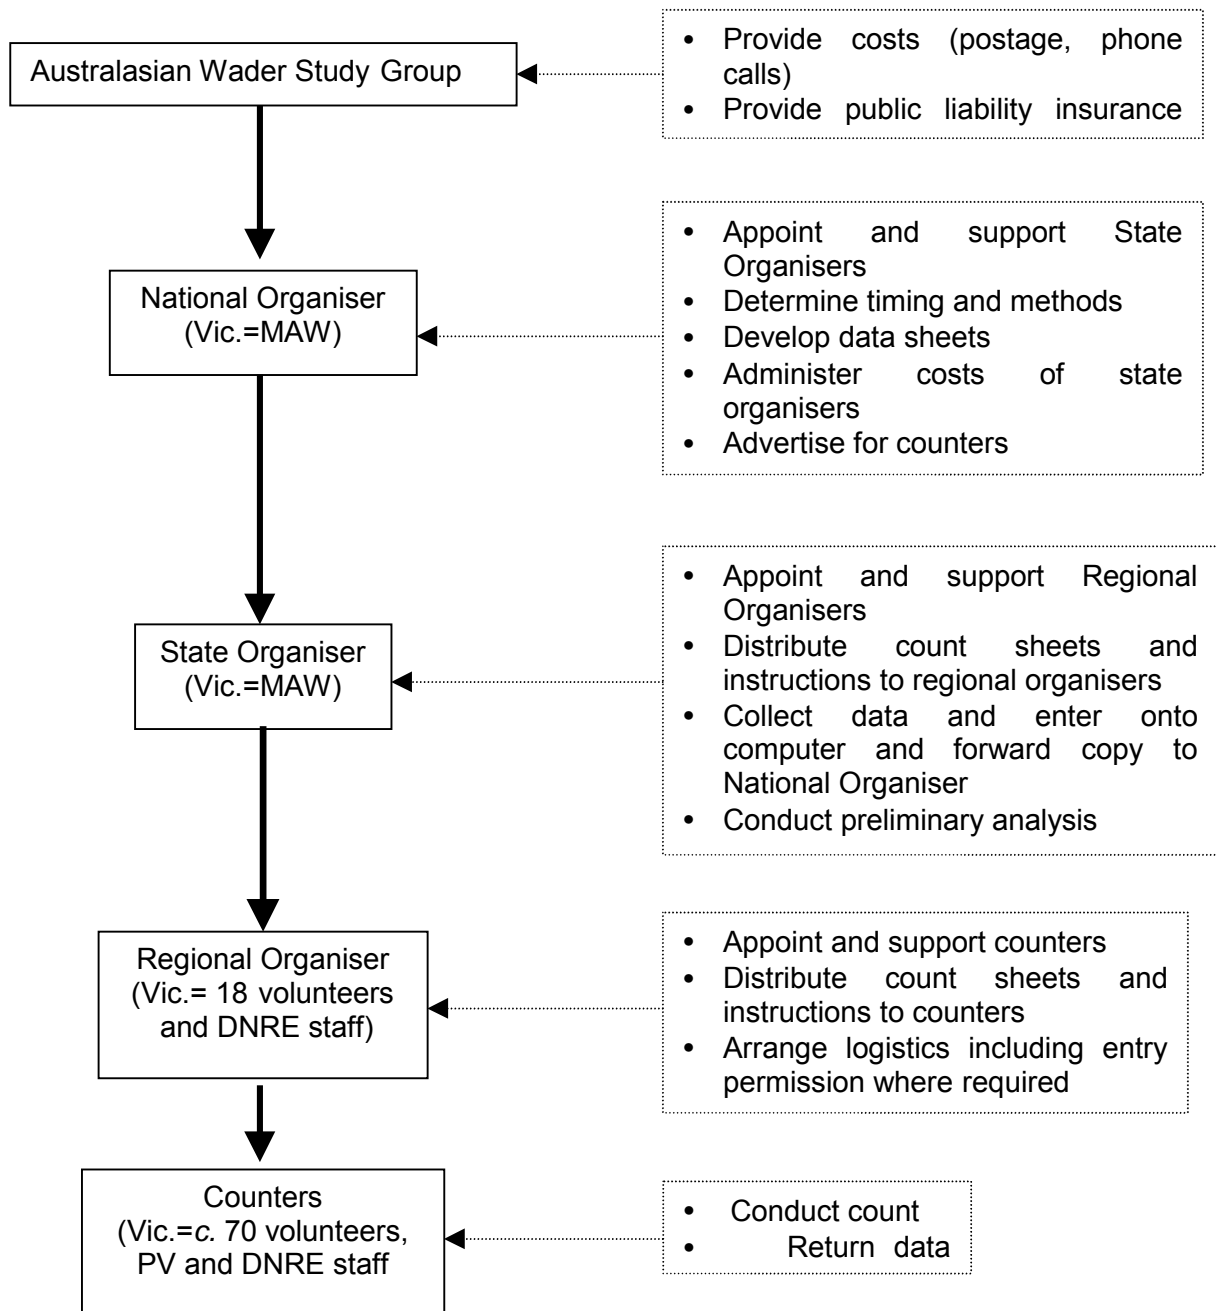 Australasian Wader Study Group
• Provide costs (postage, phone
calls)
• Provide public liability insurance
National Organiser
(Vic.=MAW)
• Appoint and support State
Organisers
• Determine timing and methods
• Develop data sheets
• Administer costs of state
organisers
• Advertise for counters
State Organiser
(Vic.=MAW)
• Appoint and support Regional
Organisers
• Distribute count sheets and
instructions to regional organisers
• Collect data and enter onto
computer and forward copy to
National Organiser
• Conduct preliminary analysis
Regional Organiser
(Vic.= 18 volunteers
and DNRE staff)
• Appoint and support counters
• Distribute count sheets and
instructions to counters
• Arrange logistics including entry
permission where required
Counters
(Vic.=c. 70 volunteers,
PV and DNRE staff
• Conduct count
• Return data